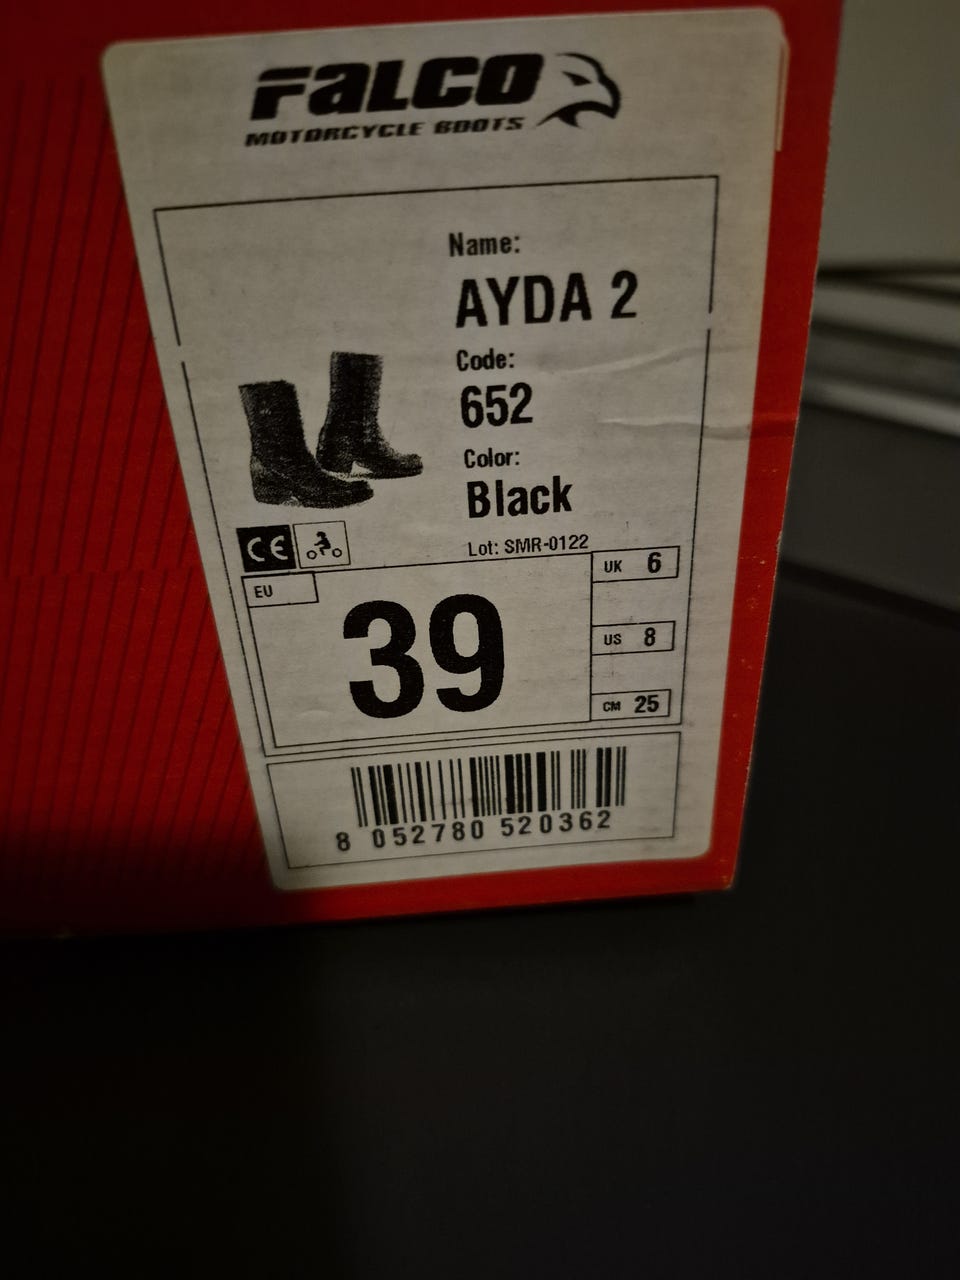 FALCO
MOTORCYCLE BOOTS
Name:
AYDA 2
Code:
652
Color:
Black
Lot: SMR-0122
CE
EU
39
UK 6
US 8
CM 25
8 052780 520362